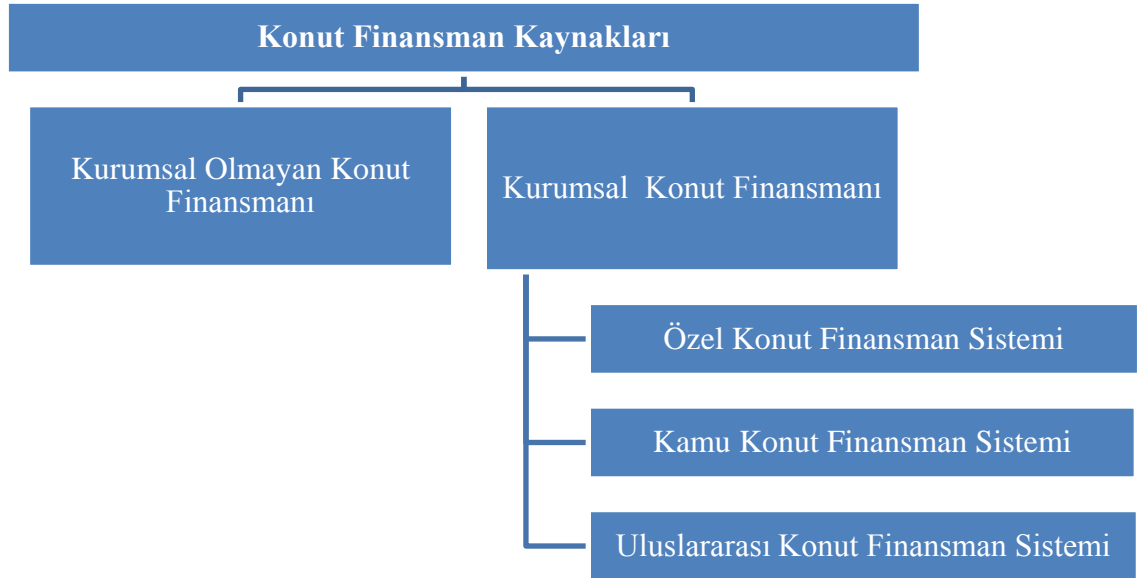 Konut Finansman Kaynakları
Kurumsal Olmayan Konut
Finansmanı
Kurumsal Konut Finansmanı
Özel Konut Finansman Sistemi
Kamu Konut Finansman Sistemi
Uluslararası Konut Finansman Sistemi